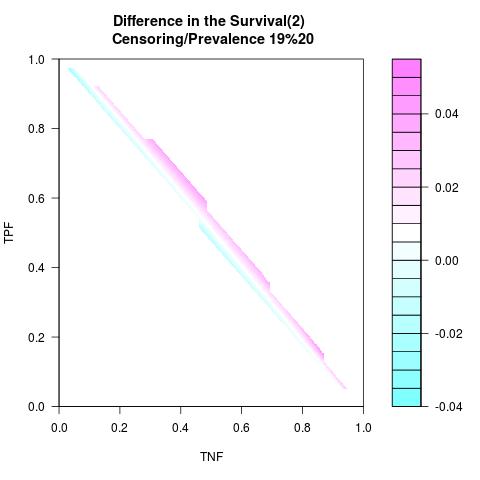 Difference in the Survival(2)
Censoring/Prevalence 19%20
1.0
0.8
0.6
0.4
0.2
0.0
TPF
0.0 0.2 0.4 0.6 0.8 1.0
TNF
0.04
0.02
0.00
-0.02
-0.04